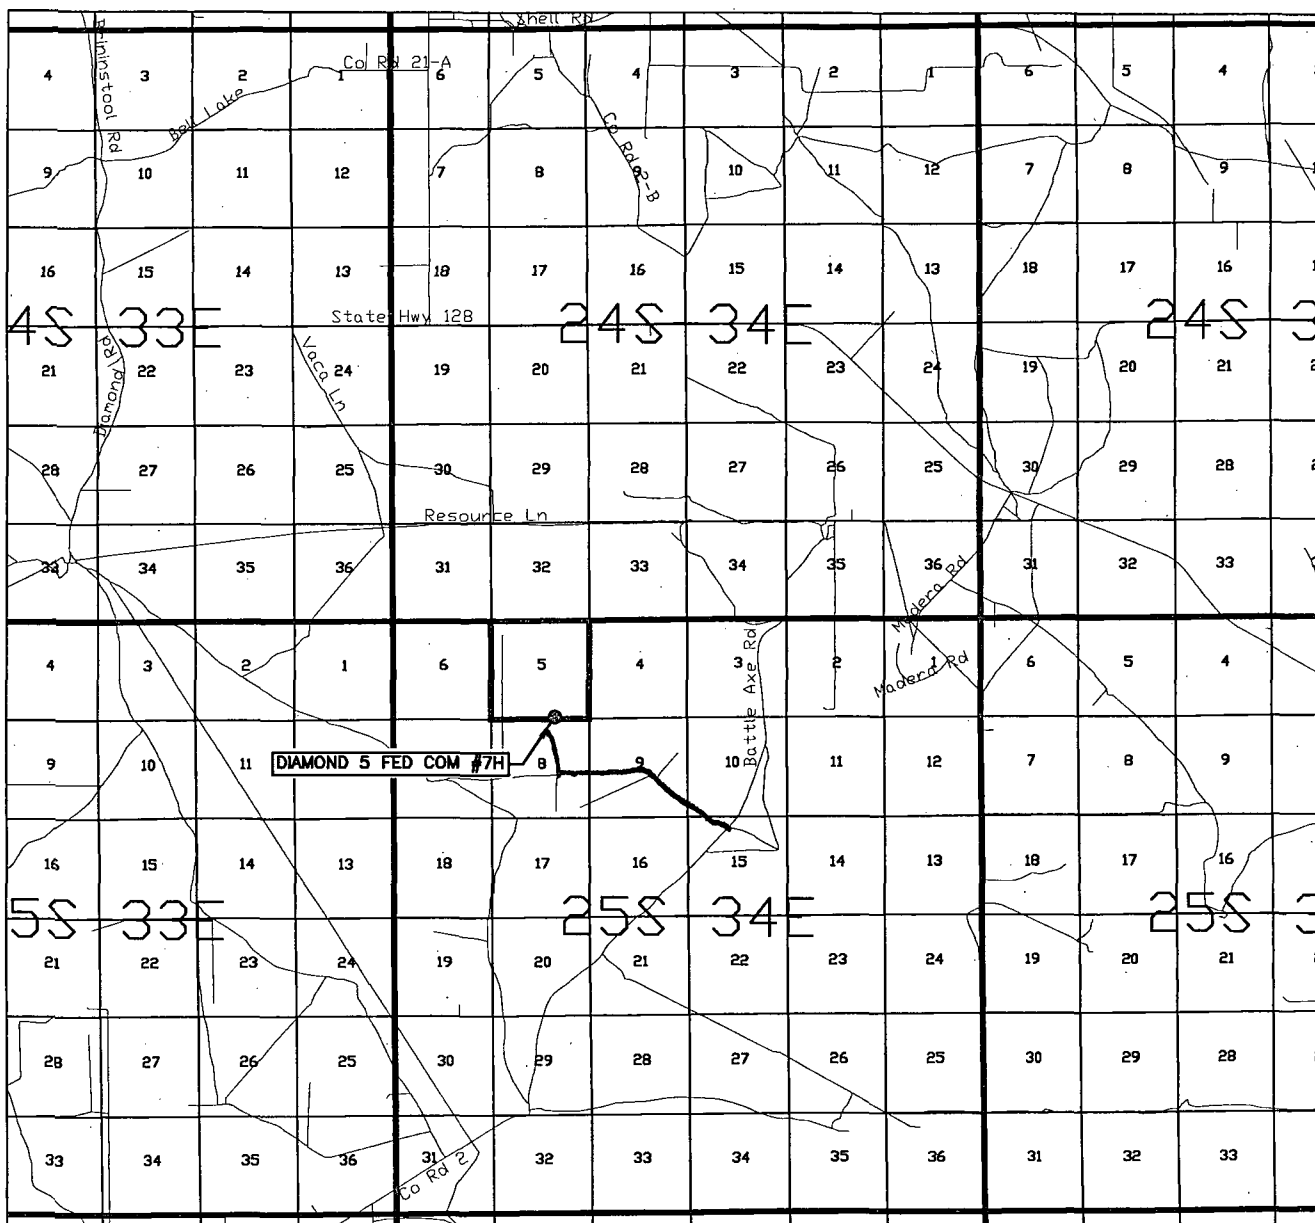 Shell Rd
Brininstool Rd
Co Rd 21-A
4 3 2 1 6 5 4 3 2 1 6 5 4
Bell Lake
Co Rd 2-B
9 10 11 12 7 8 9 10 11 12 7 8 9
16 15 14 13 18 17 16 15 14 13 18 17 16
State Hwy 128
4S 33E 24S 34E 24S 3
Diamond Rd
Vaca Ln
21 22 23 24 19 20 21 22 23 24 19 20 21
28 27 26 25 30 29 28 27 26 25 30 29 28
Resource Ln
33 34 35 36 31 32 33 34 35 36 31 32 33
Madera Rd
4 3 2 1 6 5 4 3 2 1 6 5 4
Battle Axe Rd
Madera Rd
DIAMOND 5 FED COM #7H
9 10 11 8 9 10 11 12 7 8 9
16 15 14 13 18 17 16 15 14 13 18 17 16
5S 33E 25S 34E 25S 3
21 22 23 24 19 20 21 22 23 24 19 20 21
28 27 26 25 30 29 28 27 26 25 30 29 28
33 34 35 36 31 32 33 34 35 36 31 32 33
Co Rd 2